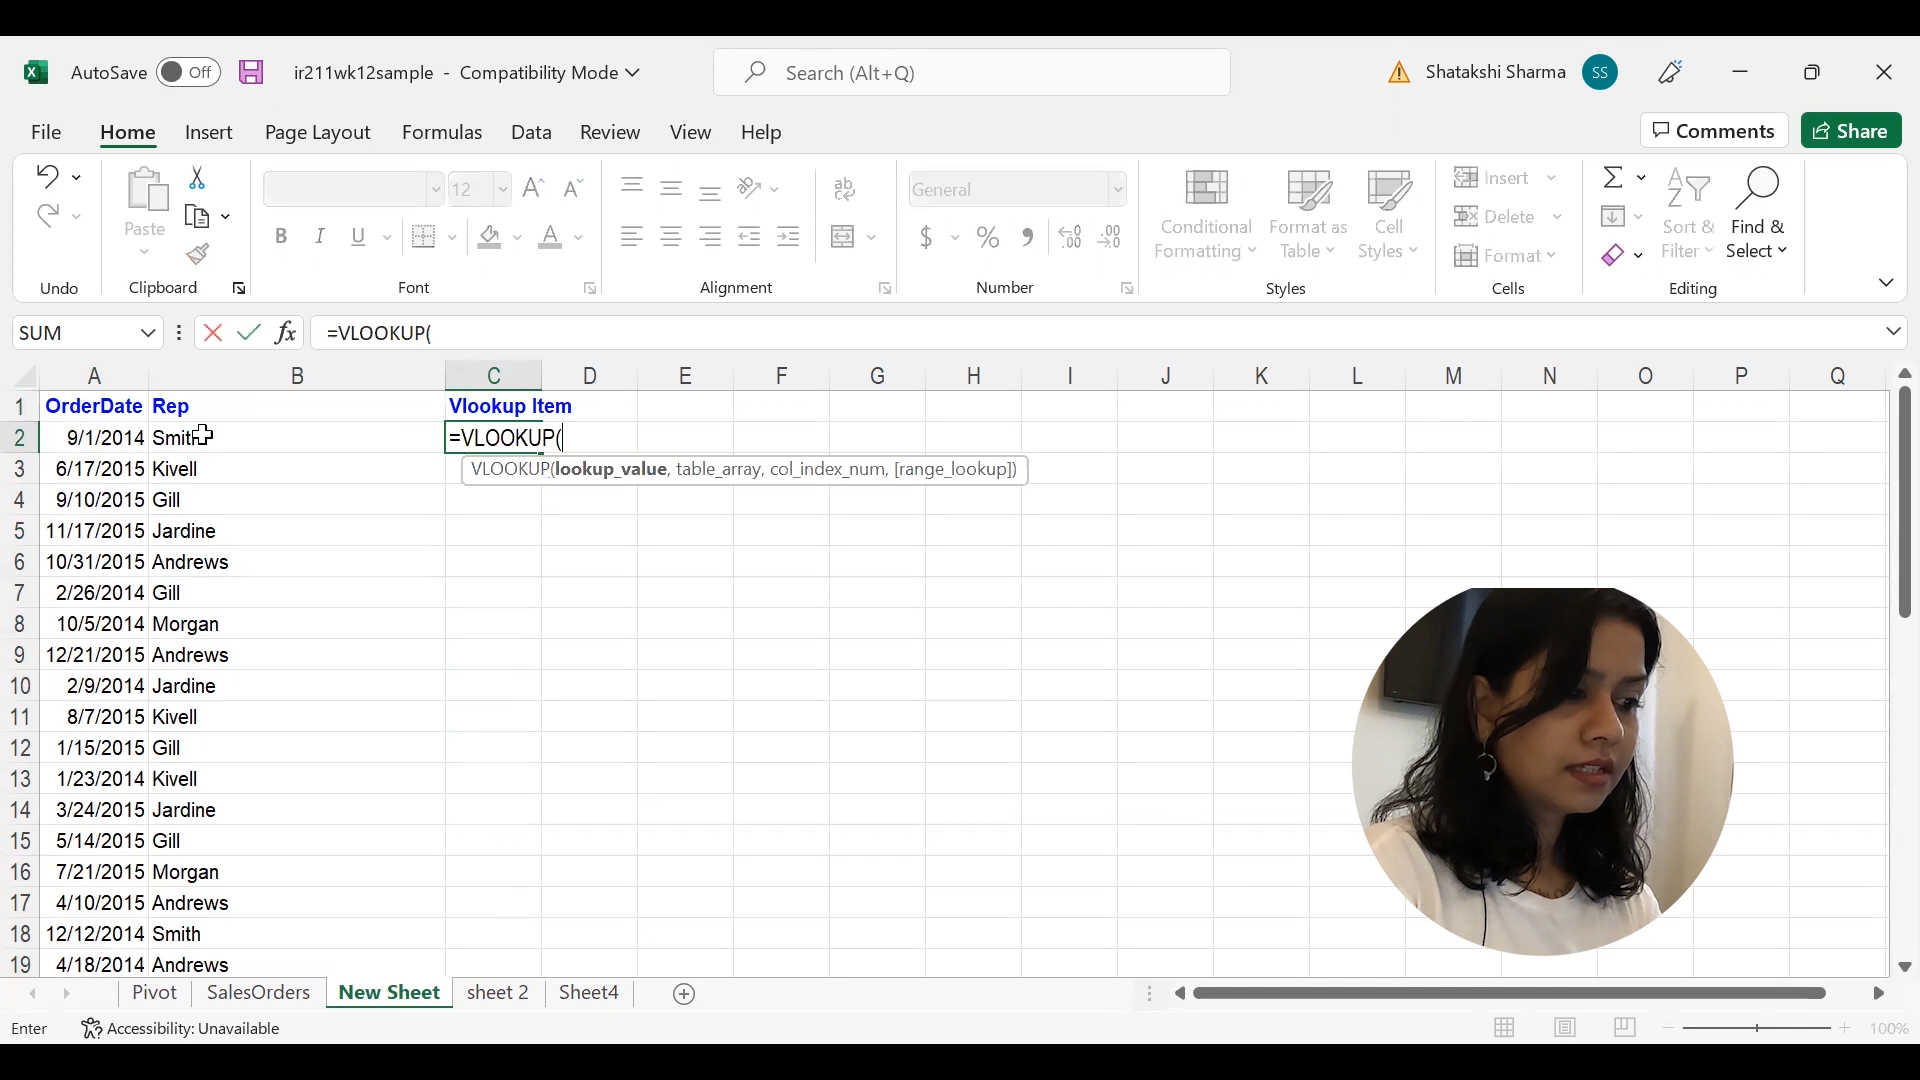 AutoSave Off ir211wk12sample - Compatibility Mode Search (Alt+Q) Shatakshi Sharma SS
File Home Insert Page Layout Formulas Data Review View Help Comments Share
Paste
12 A A
General
Conditional Formatting
Format as Table
Cell Styles
Insert
Delete
Format
Sort & Filter
Find & Select
B I U A $ %
Undo Clipboard Font Alignment Number Styles Cells Editing
SUM fx =VLOOKUP(
A B C D E F G H I J K L M N O P Q
1 OrderDate Rep Vlookup Item
2 9/1/2014 Smith =VLOOKUP(
VLOOKUP(lookup_value, table_array, col_index_num, [range_lookup])
3 6/17/2015 Kivell
4 9/10/2015 Gill
5 11/17/2015 Jardine
6 10/31/2015 Andrews
7 2/26/2014 Gill
8 10/5/2014 Morgan
9 12/21/2015 Andrews
10 2/9/2014 Jardine
11 8/7/2015 Kivell
12 1/15/2015 Gill
13 1/23/2014 Kivell
14 3/24/2015 Jardine
15 5/14/2015 Gill
16 7/21/2015 Morgan
17 4/10/2015 Andrews
18 12/12/2014 Smith
19 4/18/2014 Andrews
Pivot SalesOrders New Sheet sheet 2 Sheet4
Enter Accessibility: Unavailable 100%